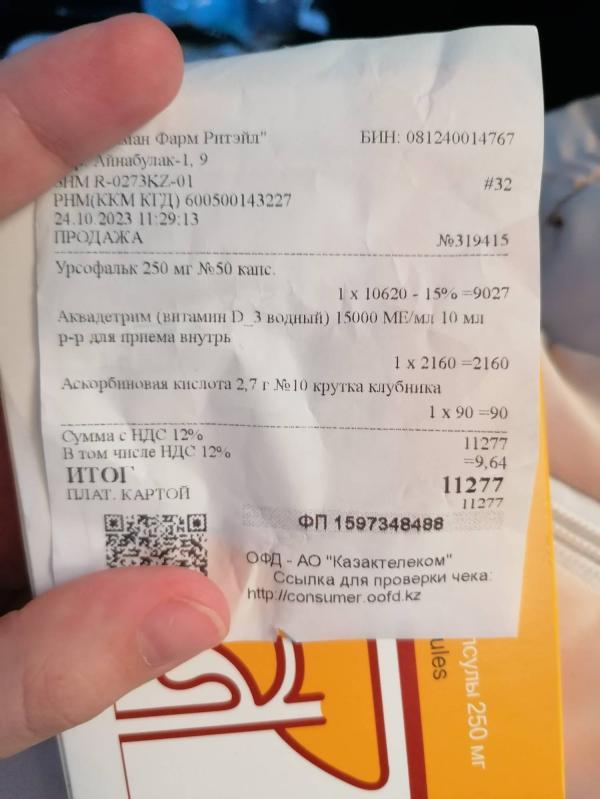 ман Фарм Ритэйл"
БИН: 081240014767
Айнабулак-1, 9
ЗНМ R-0273KZ-01
#32
РНМ(ККМ КГД) 600500143227
24.10.2023 11:29:13
ПРОДАЖА
№319415
Урсофальк 250 мг №50 капс.
1 x 10620 - 15% =9027
Аквадетрим (витамин D_3 водный) 15000 МЕ/мл 10 мл
р-р для приема внутрь
1 x 2160 =2160
Аскорбиновая кислота 2,7 г №10 крутка клубника
1 x 90 =90
Сумма с НДС 12%
11277
В том числе НДС 12%
=9,64
ИТОГ
11277
ПЛАТ. КАРТОЙ
11277
ФП 1597348488
ОФД - АО "Казактелеком"
Ссылка для проверки чека:
http://consumer.oofd.kz
псулы 250 мг
ules